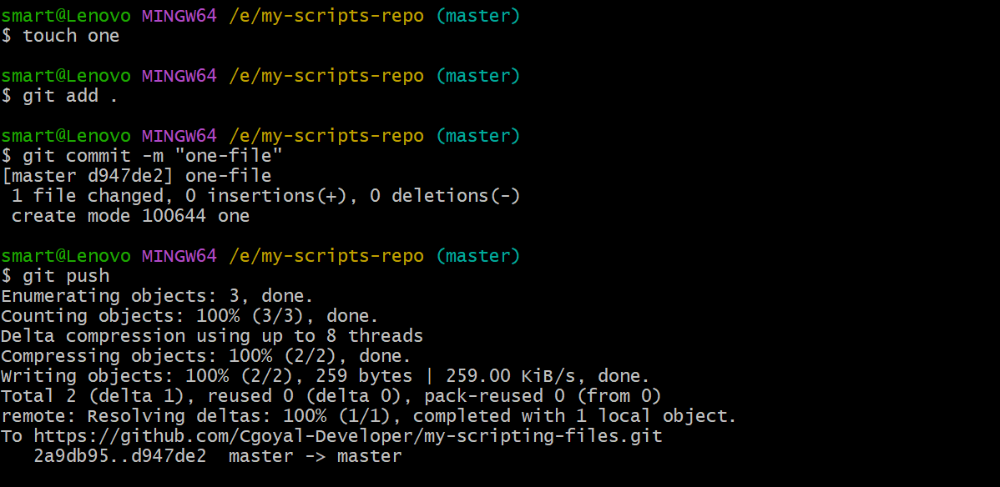 smart@Lenovo MINGW64 /e/my-scripts-repo (master)
$ touch one
smart@Lenovo MINGW64 /e/my-scripts-repo (master)
$ git add .
smart@Lenovo MINGW64 /e/my-scripts-repo (master)
$ git commit -m "one-file"
[master d947de2] one-file
 1 file changed, 0 insertions(+), 0 deletions(-)
 create mode 100644 one
smart@Lenovo MINGW64 /e/my-scripts-repo (master)
$ git push
Enumerating objects: 3, done.
Counting objects: 100% (3/3), done.
Delta compression using up to 8 threads
Compressing objects: 100% (2/2), done.
Writing objects: 100% (2/2), 259 bytes | 259.00 KiB/s, done.
Total 2 (delta 1), reused 0 (delta 0), pack-reused 0 (from 0)
remote: Resolving deltas: 100% (1/1), completed with 1 local object.
To https://github.com/Cgoyal-Developer/my-scripting-files.git
   2a9db95..d947de2  master -> master